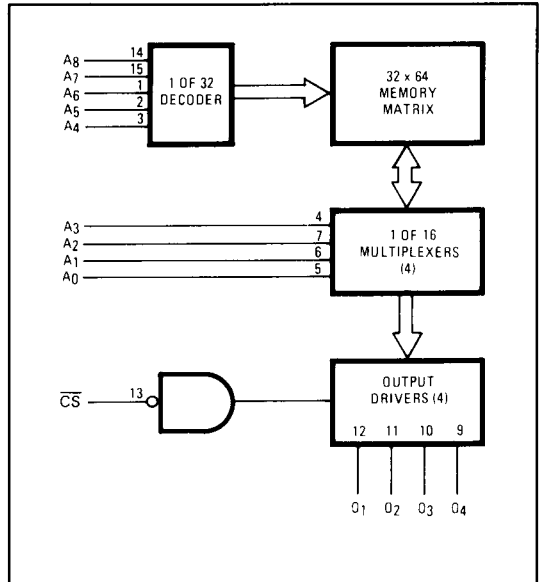 A8 14
A7 15
A6 1
A5 2
A4 3
1 OF 32
DECODER
32 x 64
MEMORY
MATRIX
A3 4
A2 7
A1 6
A0 5
1 OF 16
MULTIPLEXERS
(4)
CS 13
OUTPUT
DRIVERS (4)
12 11 10 9
O1 O2 O3 O4